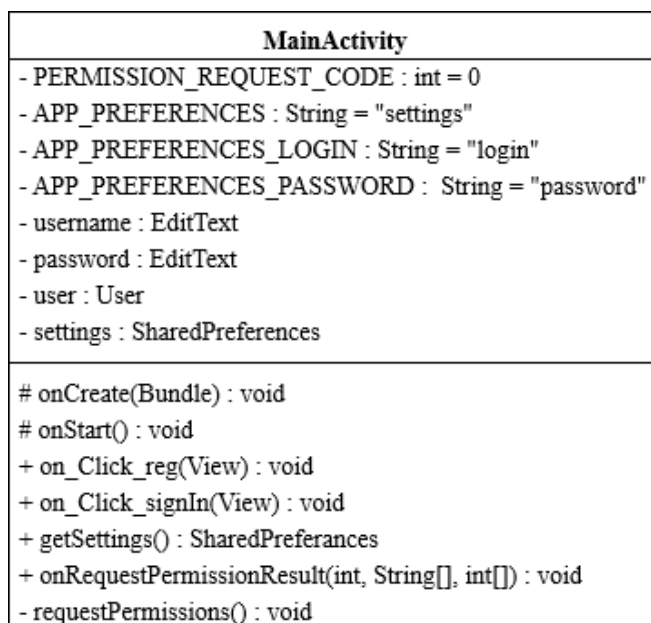 MainActivity
- PERMISSION_REQUEST_CODE : int = 0
- APP_PREFERENCES : String = "settings"
- APP_PREFERENCES_LOGIN : String = "login"
- APP_PREFERENCES_PASSWORD : String = "password"
- username : EditText
- password : EditText
- user : User
- settings : SharedPreferences
# onCreate(Bundle) : void
# onStart() : void
+ on_Click_reg(View) : void
+ on_Click_signIn(View) : void
+ getSettings() : SharedPreferances
+ onRequestPermissionResult(int, String[], int[]) : void
- requestPermissions() : void